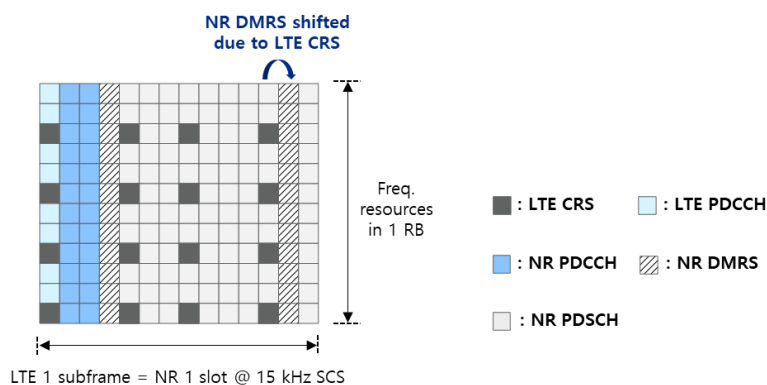 NR DMRS shifted
due to LTE CRS
Freq.
resources
in 1 RB
: LTE CRS
: LTE PDCCH
: NR PDCCH
: NR DMRS
: NR PDSCH
LTE 1 subframe = NR 1 slot @ 15 kHz SCS